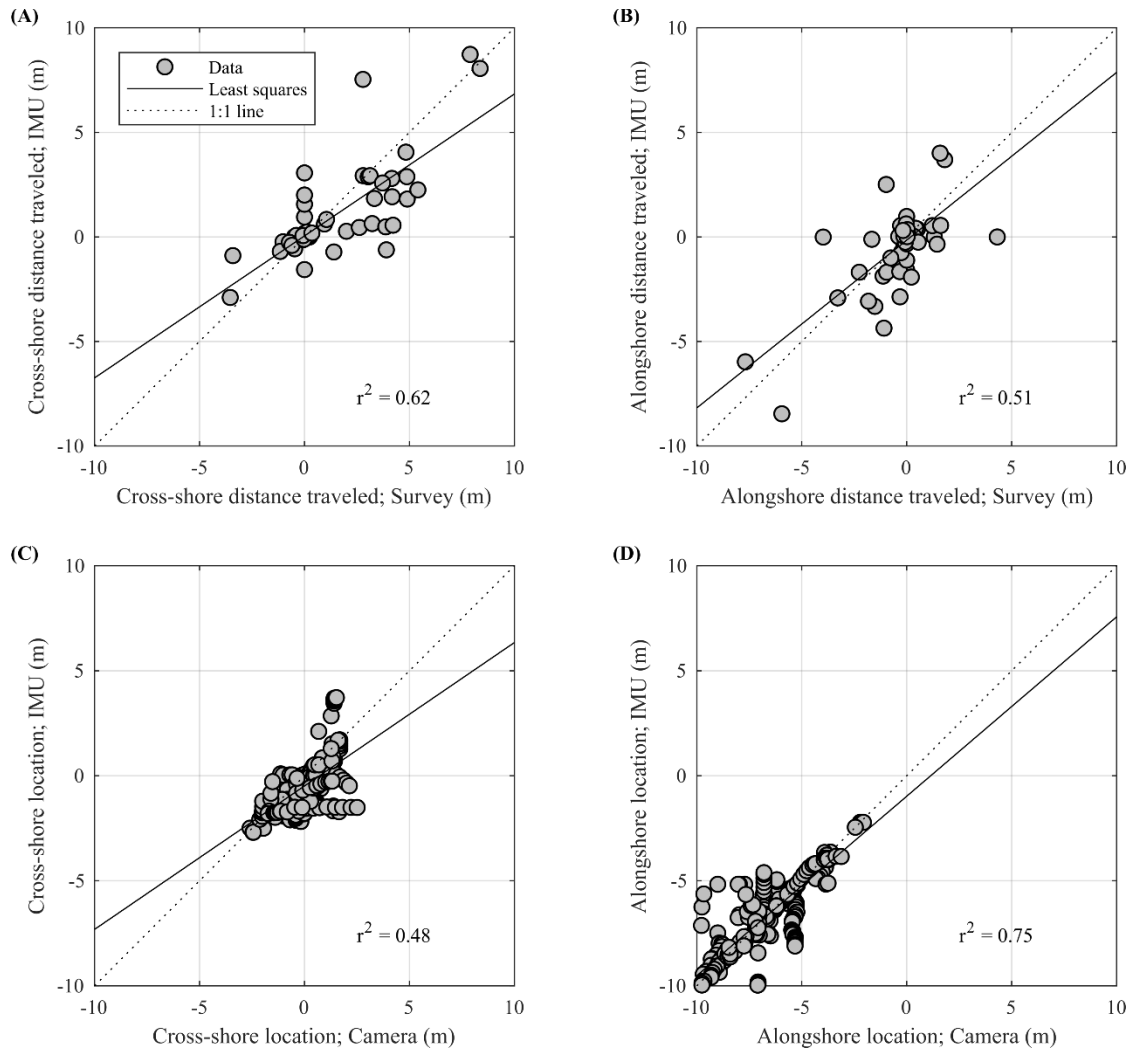 (A)
10
5
0
-5
-10
Cross-shore distance traveled; IMU (m)
Data
Least squares
1:1 line
r² = 0.62
-10 -5 0 5 10
Cross-shore distance traveled; Survey (m)
(B)
10
5
0
-5
-10
Alongshore distance traveled; IMU (m)
r² = 0.51
-10 -5 0 5 10
Alongshore distance traveled; Survey (m)
(C)
10
5
0
-5
-10
Cross-shore location; IMU (m)
r² = 0.48
-10 -5 0 5 10
Cross-shore location; Camera (m)
(D)
10
5
0
-5
-10
Alongshore location; IMU (m)
r² = 0.75
-10 -5 0 5 10
Alongshore location; Camera (m)